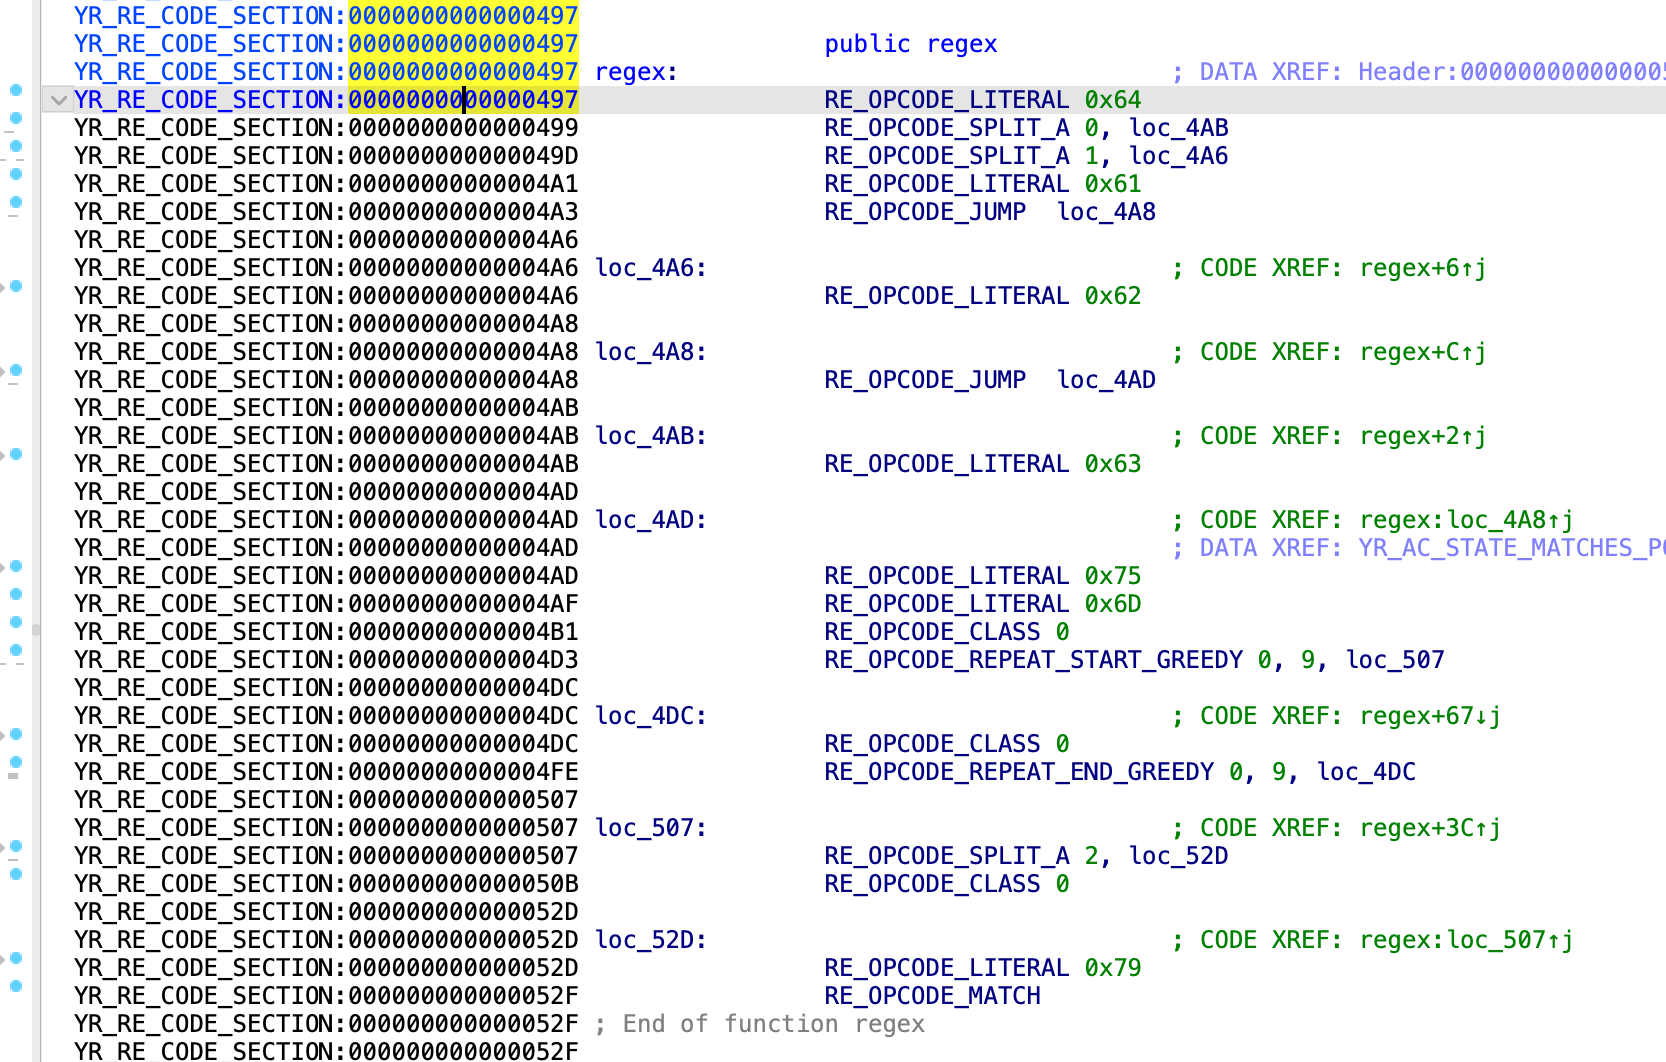 YR_RE_CODE_SECTION:0000000000000497
YR_RE_CODE_SECTION:0000000000000497 public regex
YR_RE_CODE_SECTION:0000000000000497 regex: ; DATA XREF: Header:000000000000005
YR_RE_CODE_SECTION:0000000000000497 RE_OPCODE_LITERAL 0x64
YR_RE_CODE_SECTION:0000000000000499 RE_OPCODE_SPLIT_A 0, loc_4AB
YR_RE_CODE_SECTION:000000000000049D RE_OPCODE_SPLIT_A 1, loc_4A6
YR_RE_CODE_SECTION:00000000000004A1 RE_OPCODE_LITERAL 0x61
YR_RE_CODE_SECTION:00000000000004A3 RE_OPCODE_JUMP loc_4A8
YR_RE_CODE_SECTION:00000000000004A6
YR_RE_CODE_SECTION:00000000000004A6 loc_4A6: ; CODE XREF: regex+6↑j
YR_RE_CODE_SECTION:00000000000004A6 RE_OPCODE_LITERAL 0x62
YR_RE_CODE_SECTION:00000000000004A8
YR_RE_CODE_SECTION:00000000000004A8 loc_4A8: ; CODE XREF: regex+C↑j
YR_RE_CODE_SECTION:00000000000004A8 RE_OPCODE_JUMP loc_4AD
YR_RE_CODE_SECTION:00000000000004AB
YR_RE_CODE_SECTION:00000000000004AB loc_4AB: ; CODE XREF: regex+2↑j
YR_RE_CODE_SECTION:00000000000004AB RE_OPCODE_LITERAL 0x63
YR_RE_CODE_SECTION:00000000000004AD
YR_RE_CODE_SECTION:00000000000004AD loc_4AD: ; CODE XREF: regex:loc_4A8↑j
YR_RE_CODE_SECTION:00000000000004AD ; DATA XREF: YR_AC_STATE_MATCHES_PO
YR_RE_CODE_SECTION:00000000000004AD RE_OPCODE_LITERAL 0x75
YR_RE_CODE_SECTION:00000000000004AF RE_OPCODE_LITERAL 0x6D
YR_RE_CODE_SECTION:00000000000004B1 RE_OPCODE_CLASS 0
YR_RE_CODE_SECTION:00000000000004D3 RE_OPCODE_REPEAT_START_GREEDY 0, 9, loc_507
YR_RE_CODE_SECTION:00000000000004DC
YR_RE_CODE_SECTION:00000000000004DC loc_4DC: ; CODE XREF: regex+67↓j
YR_RE_CODE_SECTION:00000000000004DC RE_OPCODE_CLASS 0
YR_RE_CODE_SECTION:00000000000004FE RE_OPCODE_REPEAT_END_GREEDY 0, 9, loc_4DC
YR_RE_CODE_SECTION:0000000000000507
YR_RE_CODE_SECTION:0000000000000507 loc_507: ; CODE XREF: regex+3C↑j
YR_RE_CODE_SECTION:0000000000000507 RE_OPCODE_SPLIT_A 2, loc_52D
YR_RE_CODE_SECTION:000000000000050B RE_OPCODE_CLASS 0
YR_RE_CODE_SECTION:000000000000052D
YR_RE_CODE_SECTION:000000000000052D loc_52D: ; CODE XREF: regex:loc_507↑j
YR_RE_CODE_SECTION:000000000000052D RE_OPCODE_LITERAL 0x79
YR_RE_CODE_SECTION:000000000000052F RE_OPCODE_MATCH
YR_RE_CODE_SECTION:000000000000052F ; End of function regex
YR_RE_CODE_SECTION:000000000000052F